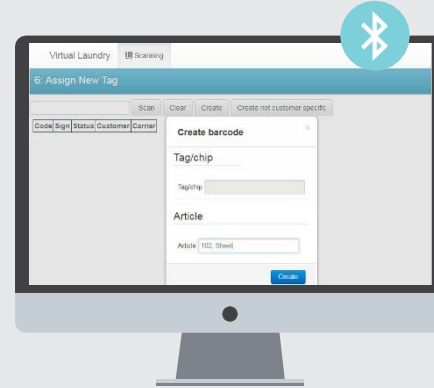 Virtual Laundry Scanning
6: Assign New Tag
Scan Clear Create Create not customer specific
Code Sign Status Customer Carrier
Create barcode ×
Tag/chip
Tag/chip
Article
Article 102, Sheet
Create